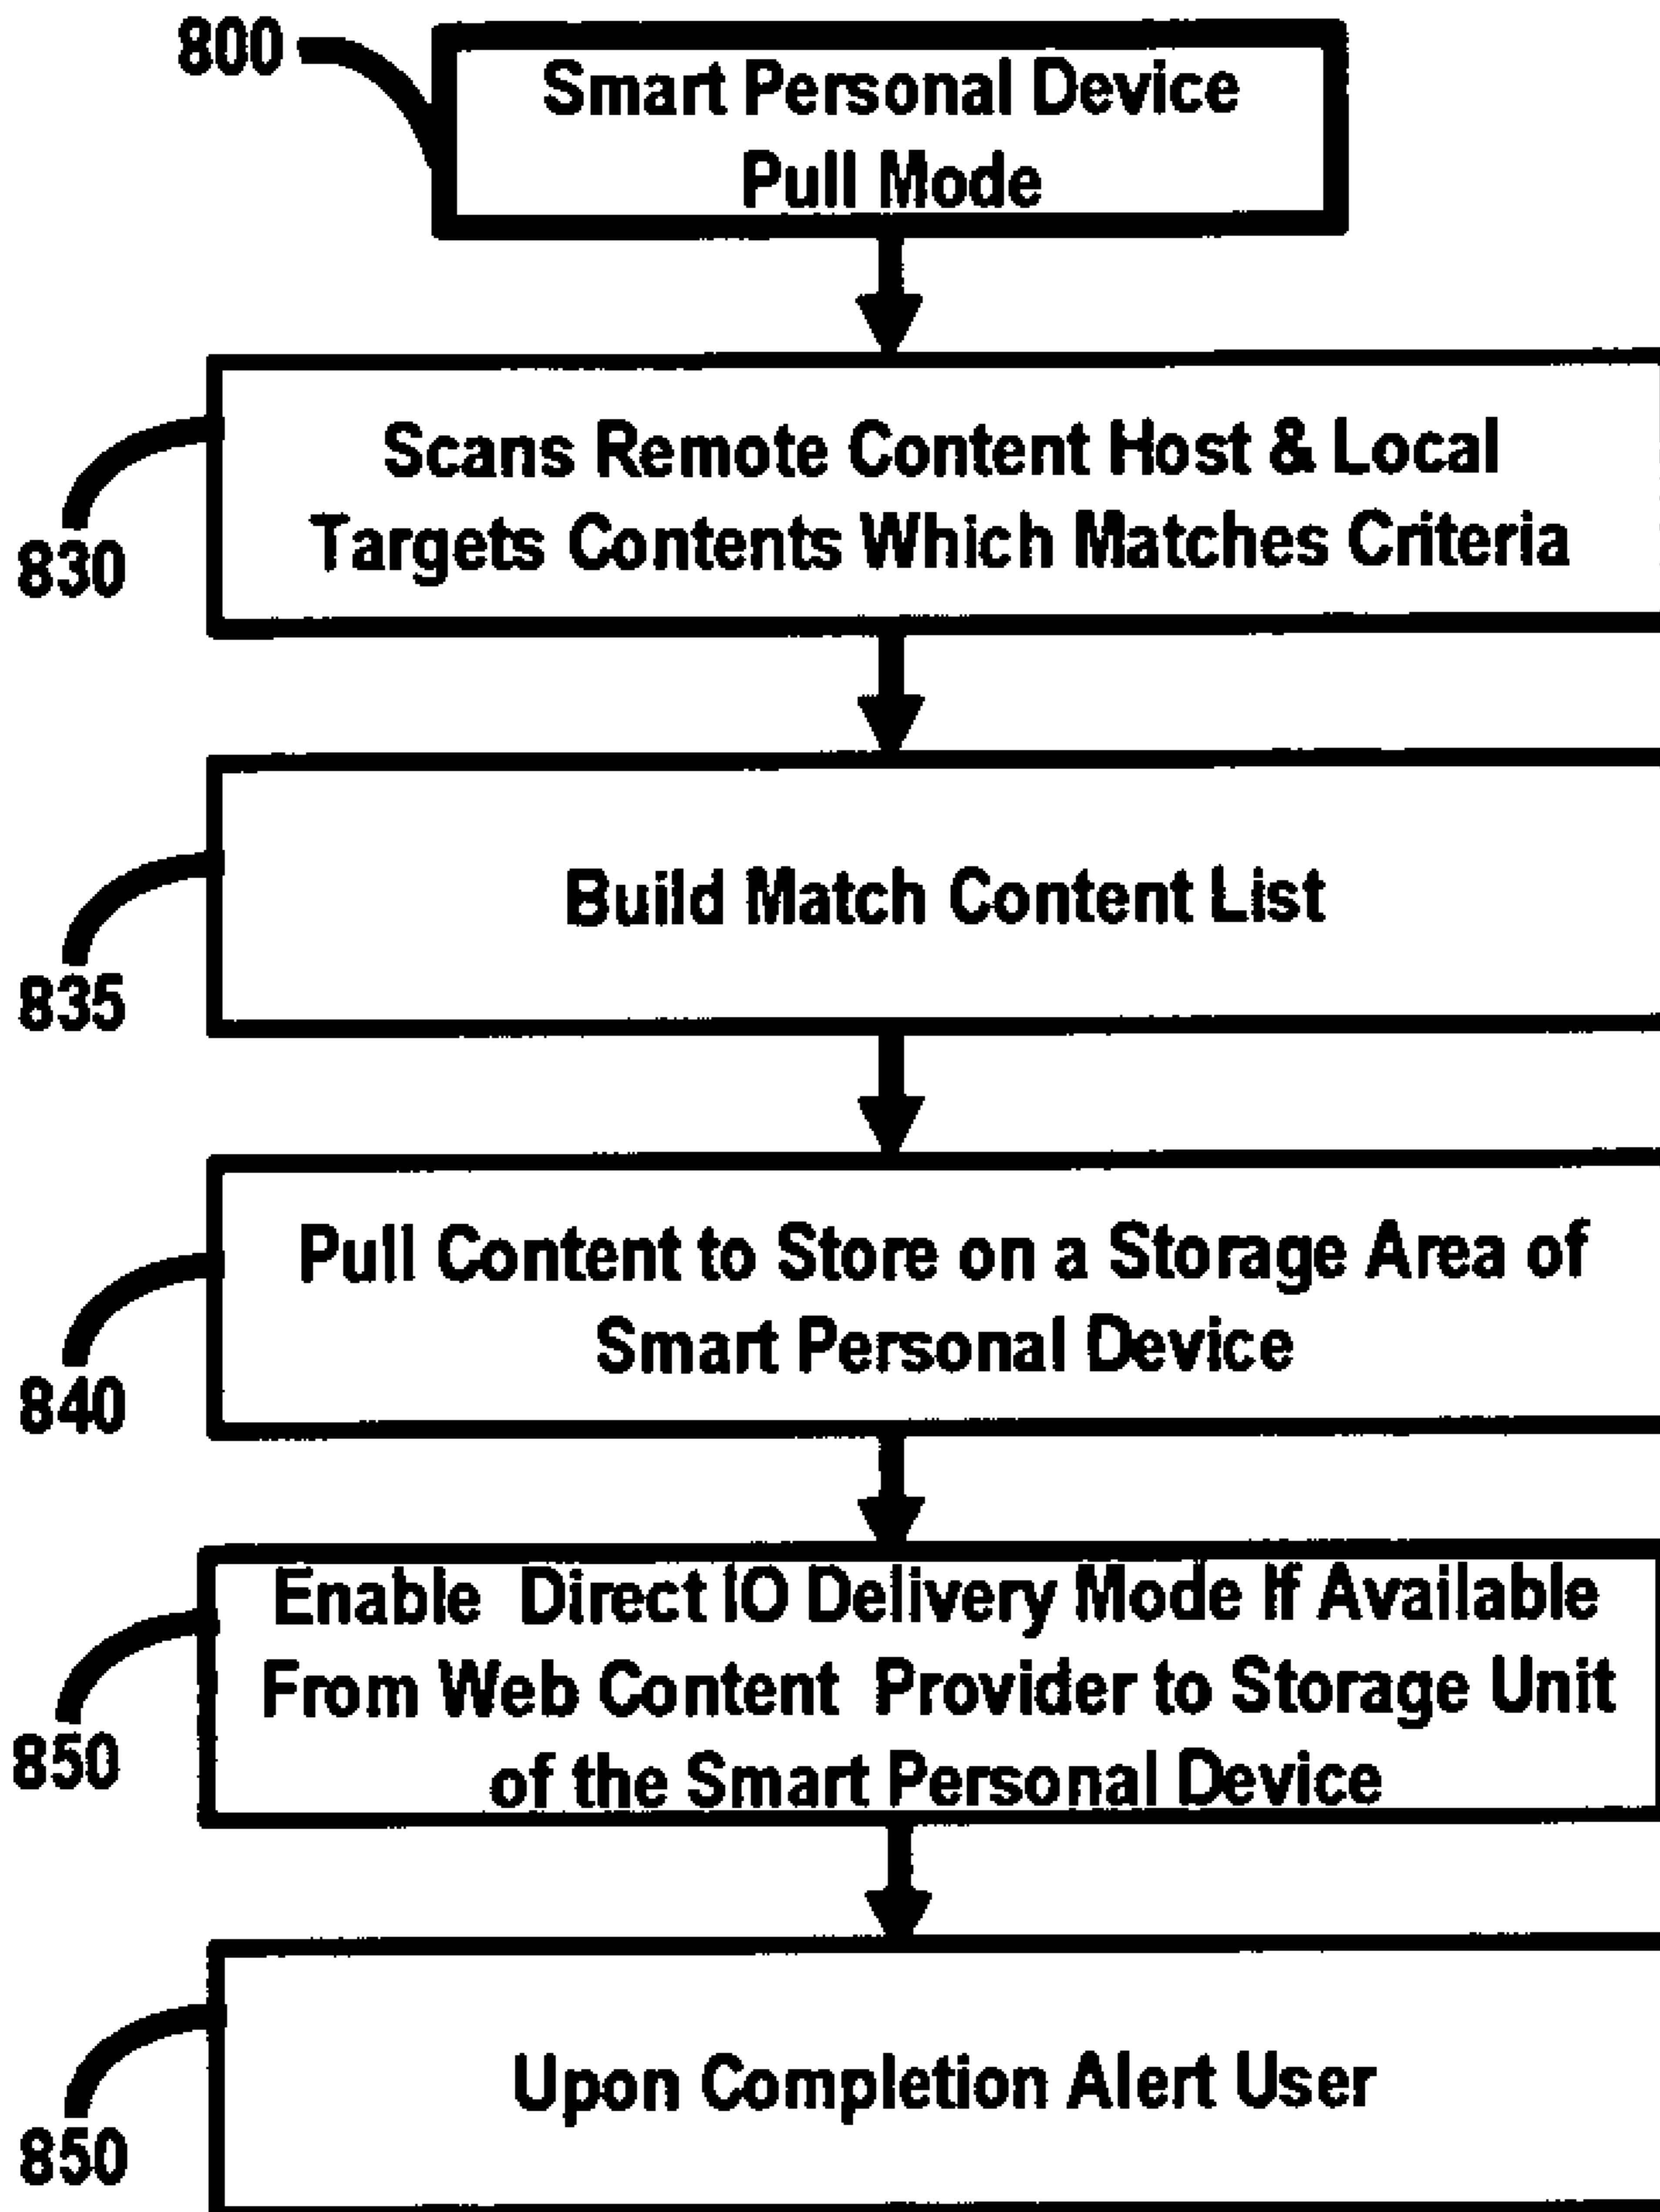 800
Smart Personal Device
Pull Mode
Scans Remote Content Host & Local
Targets Contents Which Matches Criteria
830
Build Match Content List
835
Pull Content to Store on a Storage Area of
Smart Personal Device
840
Enable Direct IO Delivery Mode If Available
From Web Content Provider to Storage Unit
of the Smart Personal Device
850
Upon Completion Alert User
850